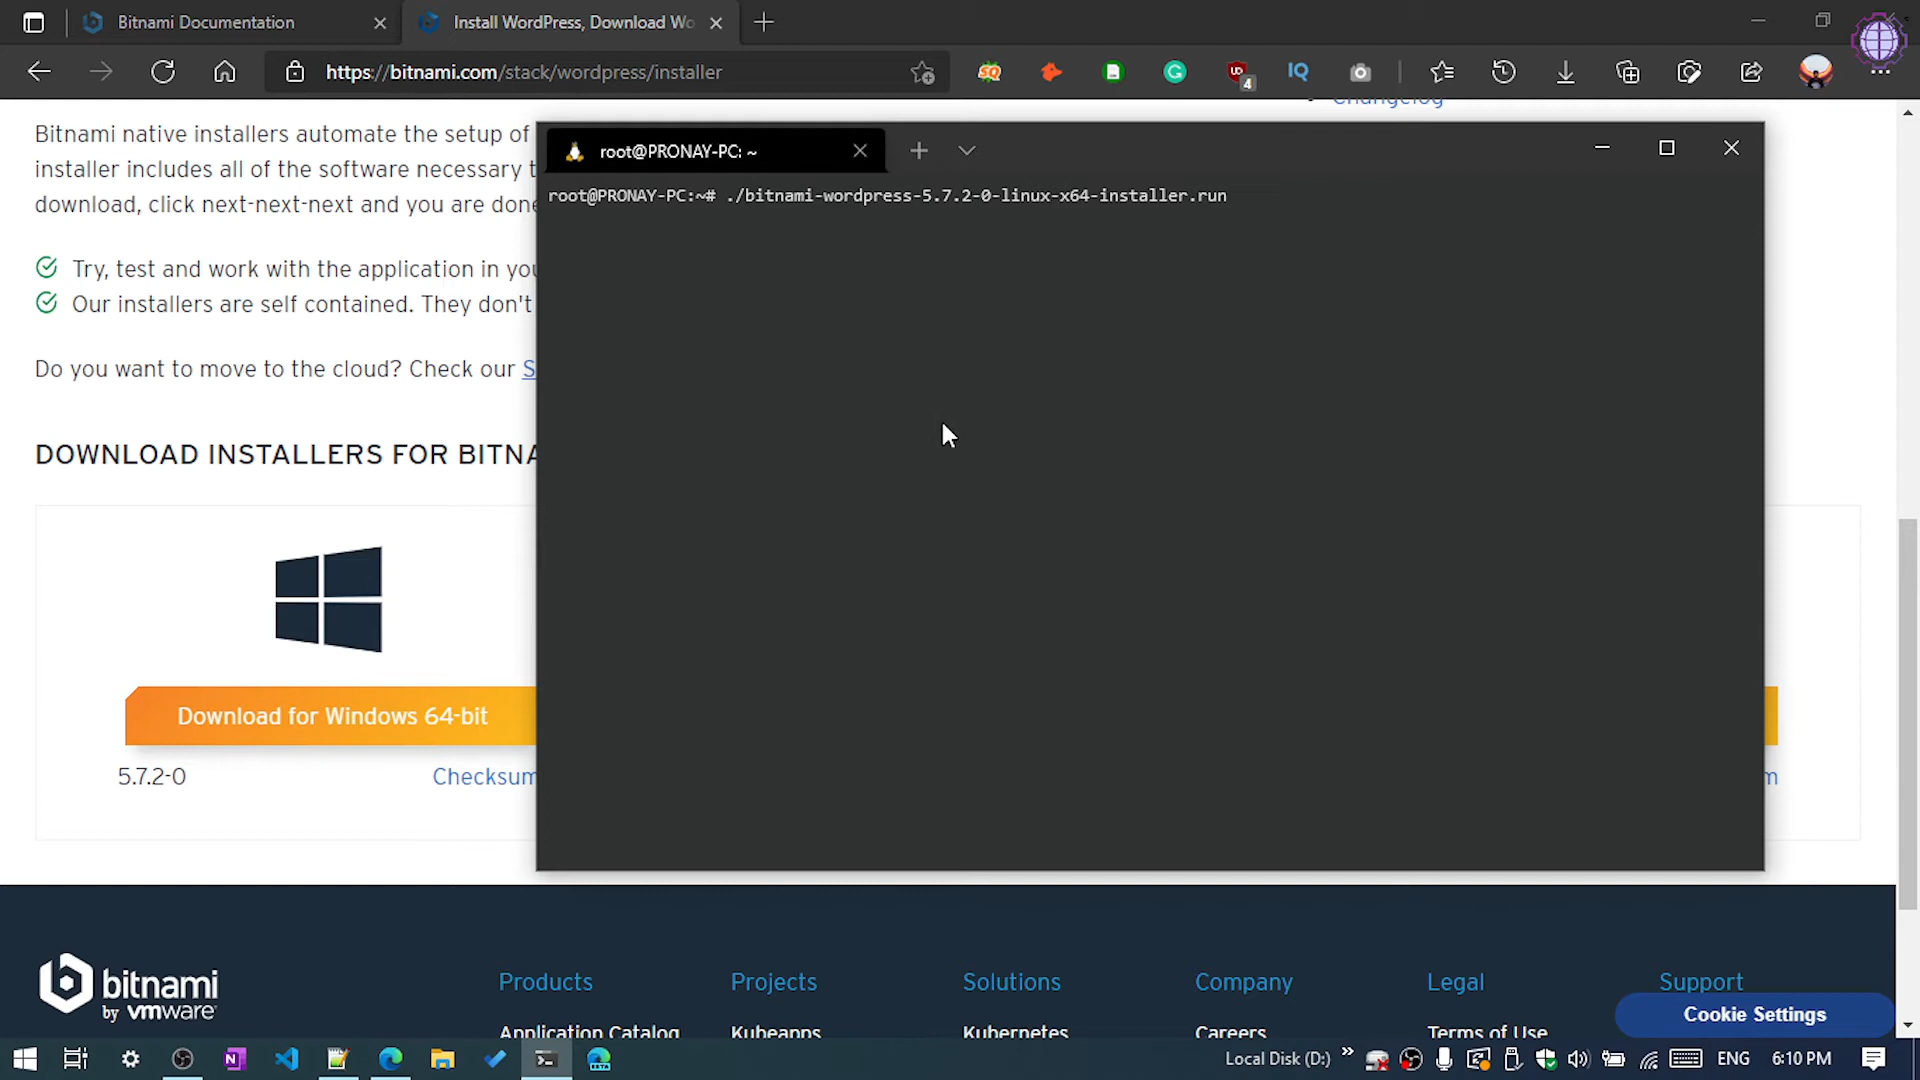 Bitnami Documentation
Install WordPress, Download Wo
https://bitnami.com/stack/wordpress/installer
4
IQ
Changelog
Bitnami native installers automate the setup of
installer includes all of the software necessary t
download, click next-next-next and you are done
Try, test and work with the application in you
Our installers are self contained. They don't
Do you want to move to the cloud? Check our S
root@PRONAY-PC: ~
root@PRONAY-PC:~# ./bitnami-wordpress-5.7.2-0-linux-x64-installer.run
DOWNLOAD INSTALLERS FOR BITNA
Download for Windows 64-bit
5.7.2-0
Checksum
m
bitnami
by vmware
Products
Projects
Solutions
Company
Legal
Support
Application Catalog
Kubeapps
Kubernetes
Careers
Terms of Use
Cookie Settings
Local Disk (D:)
ENG
6:10 PM